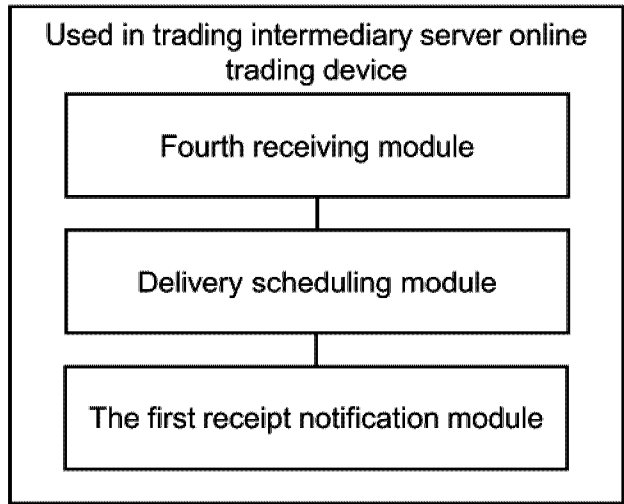 Used in trading intermediary server online
trading device
Fourth receiving module
Delivery scheduling module
The first receipt notification module